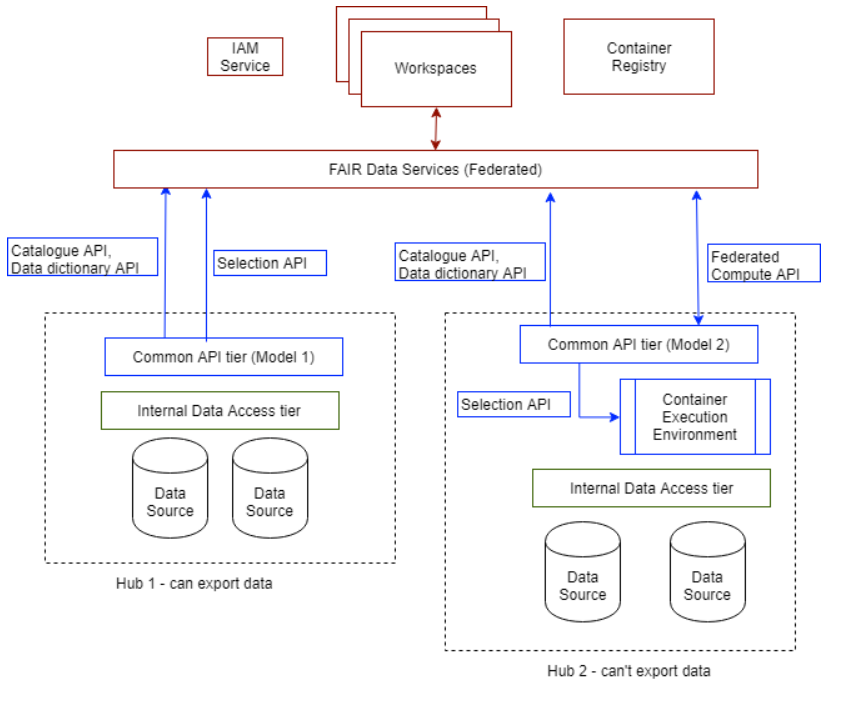 IAM
Service
Workspaces
Container
Registry
FAIR Data Services (Federated)
Catalogue API,
Data dictionary API
Selection API
Catalogue API,
Data dictionary API
Federated
Compute API
Common API tier (Model 1)
Internal Data Access tier
Data
Source
Data
Source
Hub 1 - can export data
Common API tier (Model 2)
Selection API
Container
Execution
Environment
Internal Data Access tier
Data
Source
Data
Source
Hub 2 - can't export data